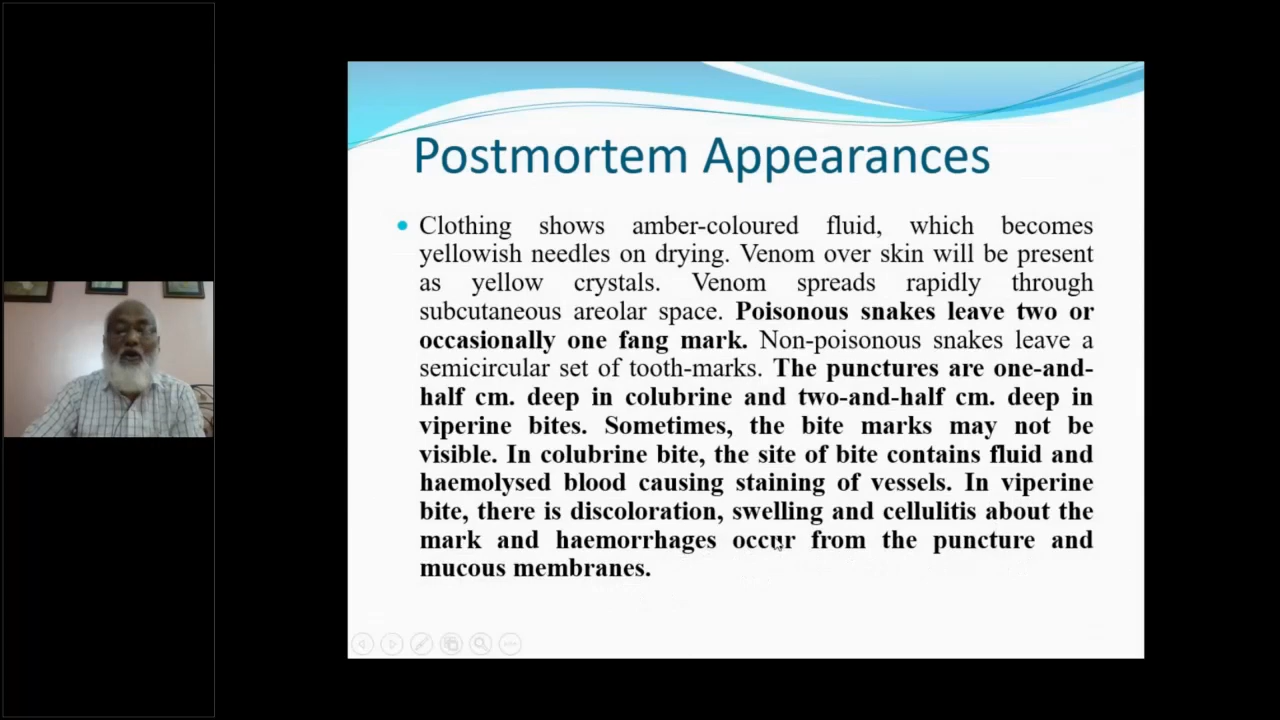 Postmortem Appearances
Clothing shows amber-coloured fluid, which becomes
yellowish needles on drying. Venom over skin will be present
as yellow crystals. Venom spreads rapidly through
subcutaneous areolar space. Poisonous snakes leave two or
occasionally one fang mark. Non-poisonous snakes leave a
semicircular set of tooth-marks. The punctures are one-and-
half cm. deep in colubrine and two-and-half cm. deep in
viperine bites. Sometimes, the bite marks may not be
visible. In colubrine bite, the site of bite contains fluid and
haemolysed blood causing staining of vessels. In viperine
bite, there is discoloration, swelling and cellulitis about the
mark and haemorrhages occur from the puncture and
mucous membranes.